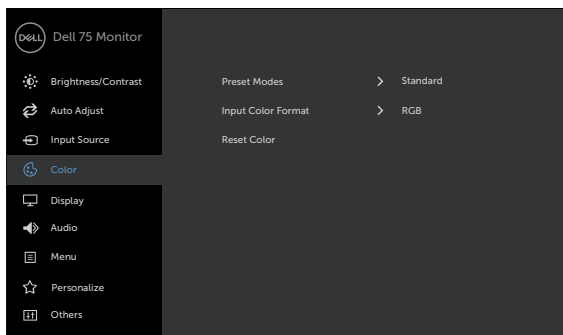 DELL Dell 75 Monitor
Brightness/Contrast
Auto Adjust
Input Source
Color
Display
Audio
Menu
Personalize
Others
Preset Modes > Standard
Input Color Format > RGB
Reset Color